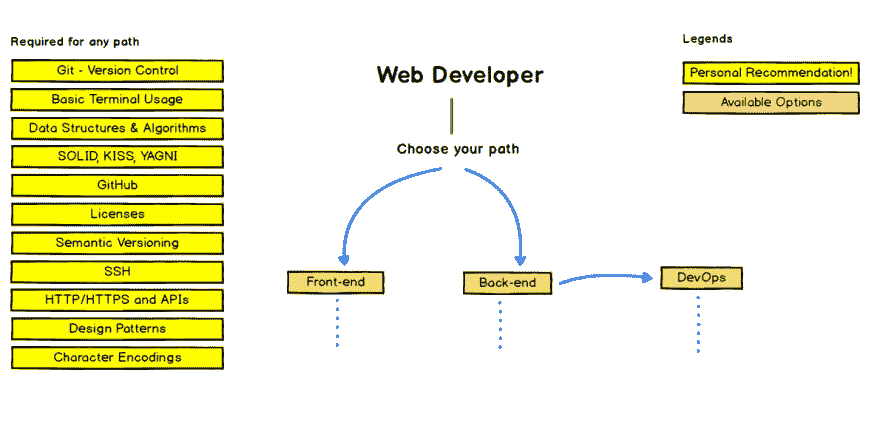 Required for any path
Git - Version Control
Basic Terminal Usage
Data Structures & Algorithms
SOLID, KISS, YAGNI
GitHub
Licenses
Semantic Versioning
SSH
HTTP/HTTPS and APIs
Design Patterns
Character Encodings
Web Developer
Choose your path
Front-end
Back-end
DevOps
Legends
Personal Recommendation!
Available Options